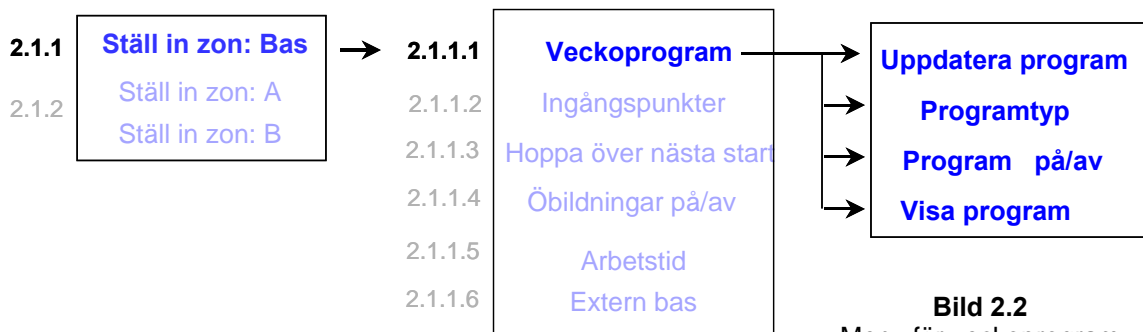 2.1.1 Ställ in zon: Bas
2.1.2 Ställ in zon: A
Ställ in zon: B
2.1.1.1 Veckoprogram
2.1.1.2 Ingångspunkter
2.1.1.3 Hoppa över nästa start
2.1.1.4 Öbildningar på/av
2.1.1.5 Arbetstid
2.1.1.6 Extern bas
Uppdatera program
Programtyp
Program på/av
Visa program
Bild 2.2
för veckoprogram